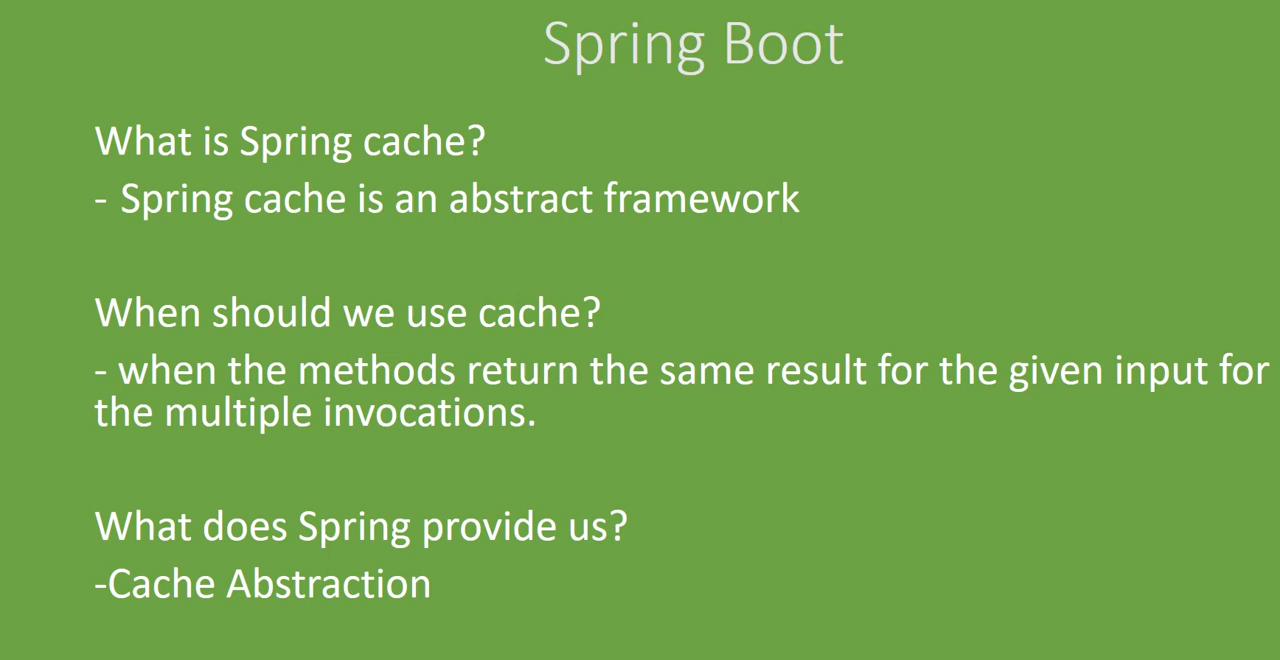 Spring Boot
What is Spring cache?
- Spring cache is an abstract framework
When should we use cache?
- when the methods return the same result for the given input for
the multiple invocations.
What does Spring provide us?
-Cache Abstraction